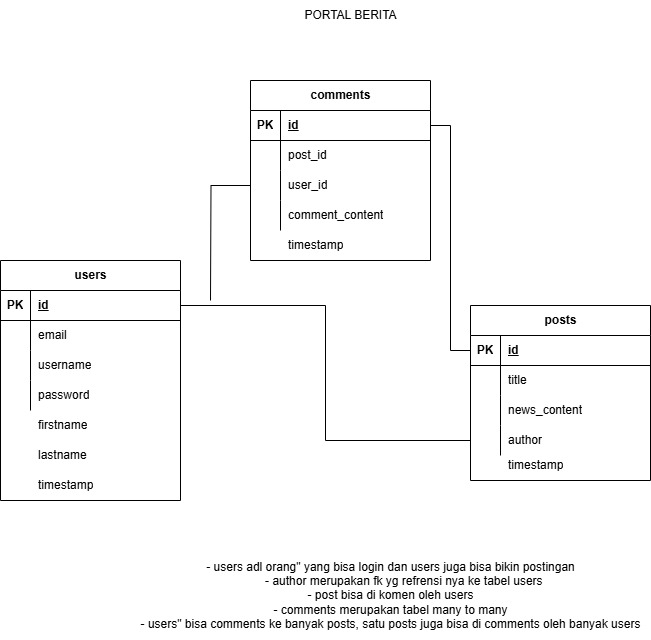 PORTAL BERITA
comments
PK id
post_id
user_id
comment_content
timestamp
users
PK id
email
username
password
firstname
lastname
timestamp
posts
PK id
title
news_content
author
timestamp
- users adl orang" yang bisa login dan users juga bisa bikin postingan
- author merupakan fk yg refrensi nya ke tabel users
- post bisa di komen oleh users
- comments merupakan tabel many to many
- users" bisa comments ke banyak posts, satu posts juga bisa di comments oleh banyak users